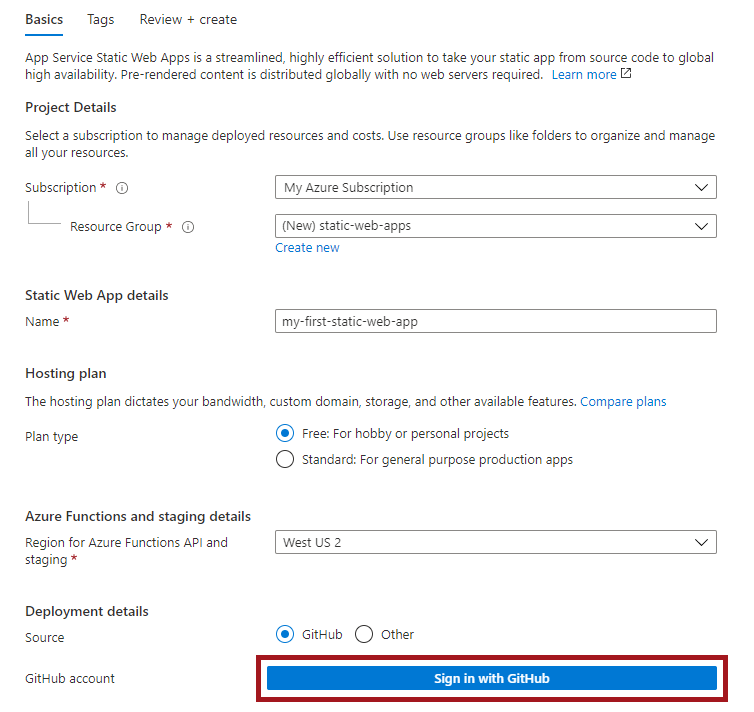 Basics Tags Review + create
App Service Static Web Apps is a streamlined, highly efficient solution to take your static app from source code to global
high availability. Pre-rendered content is distributed globally with no web servers required. Learn more
Project Details
Select a subscription to manage deployed resources and costs. Use resource groups like folders to organize and manage
all your resources.
Subscription * My Azure Subscription
Resource Group * (New) static-web-apps
Create new
Static Web App details
Name * my-first-static-web-app
Hosting plan
The hosting plan dictates your bandwidth, custom domain, storage, and other available features. Compare plans
Plan type Free: For hobby or personal projects
Standard: For general purpose production apps
Azure Functions and staging details
Region for Azure Functions API and West US 2
staging *
Deployment details
Source GitHub Other
GitHub account Sign in with GitHub